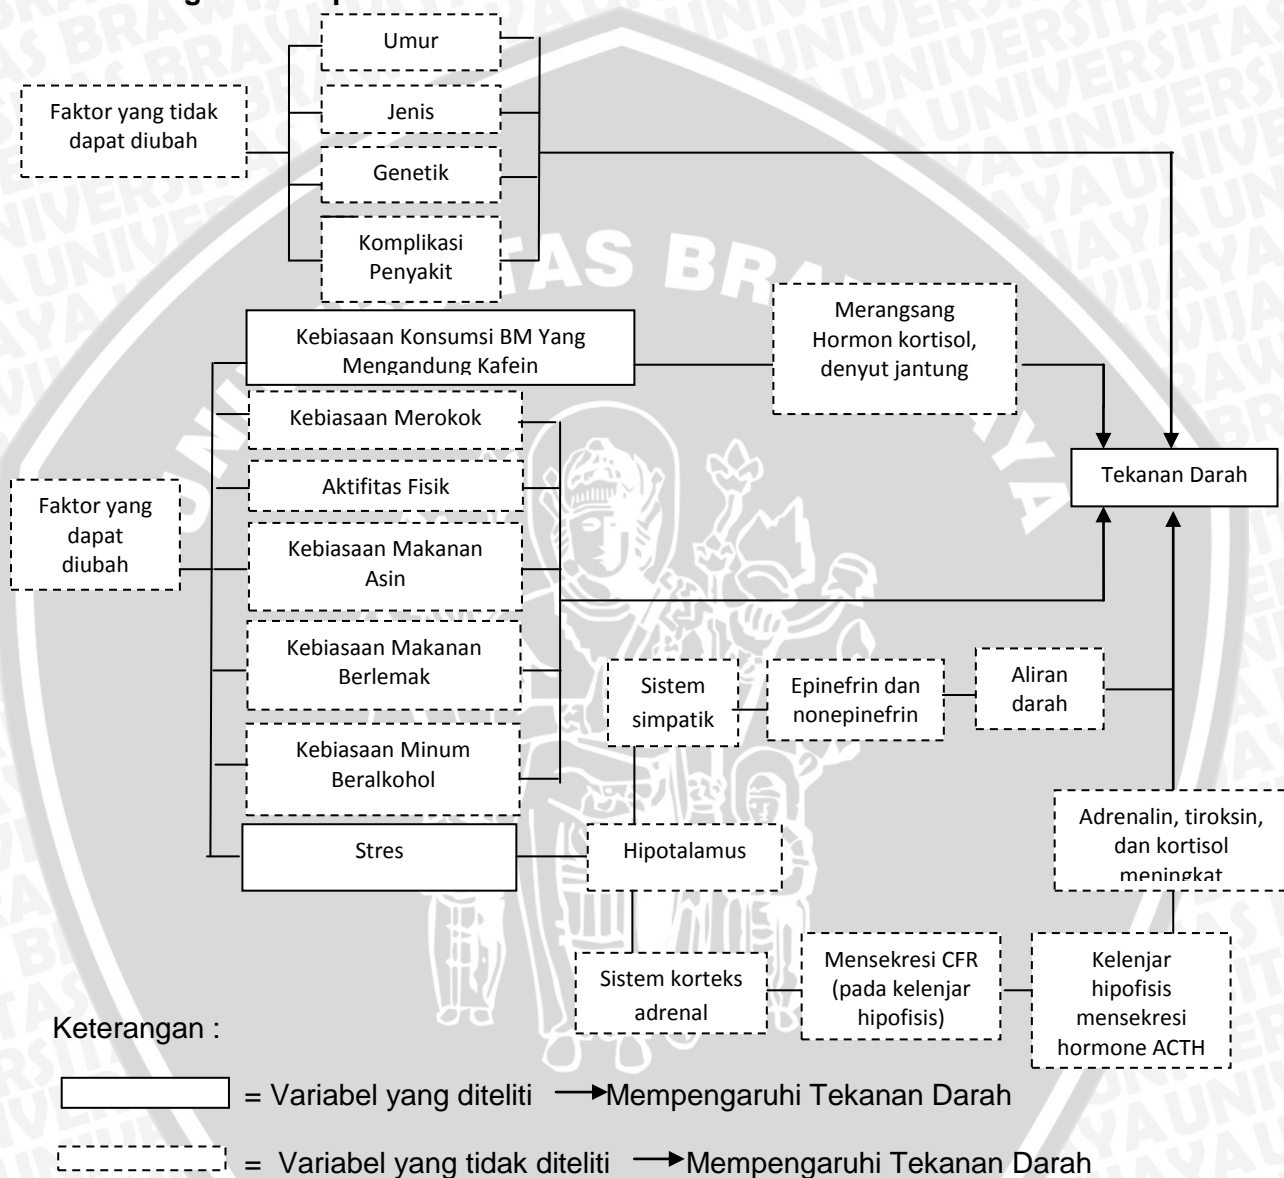 Umur
Faktor yang tidak
dapat diubah
Jenis
Genetik
Komplikasi
Penyakit
Kebiasaan Konsumsi BM Yang
Mengandung Kafein
Merangsang
Hormon kortisol,
denyut jantung
Kebiasaan Merokok
Aktifitas Fisik
Tekanan Darah
Faktor yang
dapat
diubah
Kebiasaan Makanan
Asin
Kebiasaan Makanan
Berlemak
Sistem
simpatik
Epinefrin dan
nonepinefrin
Aliran
darah
Kebiasaan Minum
Beralkohol
Stres
Hipotalamus
Adrenalin, tiroksin,
dan kortisol
meningkat
Sistem korteks
adrenal
Mensekresi CFR
(pada kelenjar
hipofisis)
Kelenjar
hipofisis
mensekresi
hormone ACTH
Keterangan :
= Variabel yang diteliti Mempengaruhi Tekanan Darah
= Variabel yang tidak diteliti Mempengaruhi Tekanan Darah